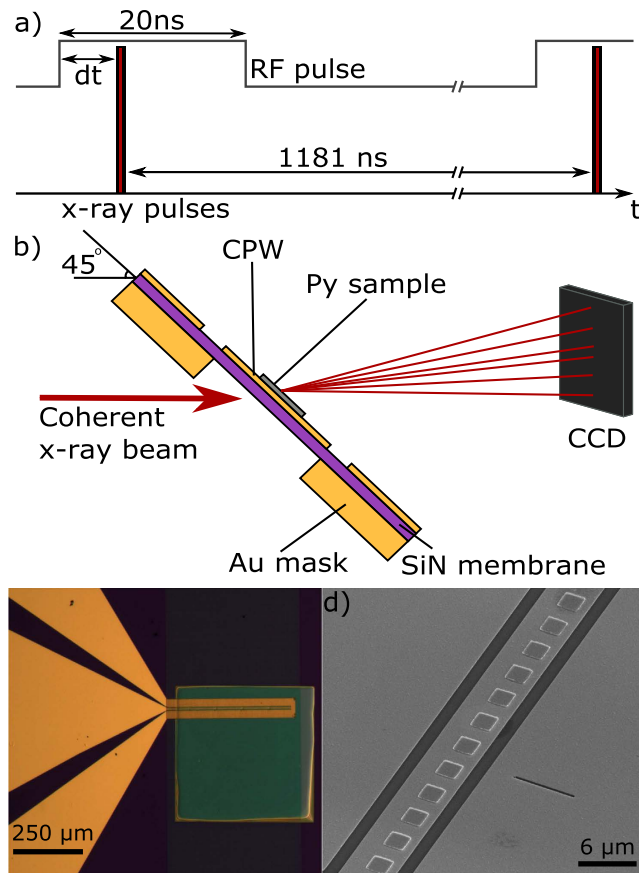 a)
20ns
dt
RF pulse
1181 ns
x-ray pulses
t
b)
CPW
45°
Py sample
Coherent
x-ray beam
CCD
Au mask
SiN membrane
d)
250 μm
6 μm